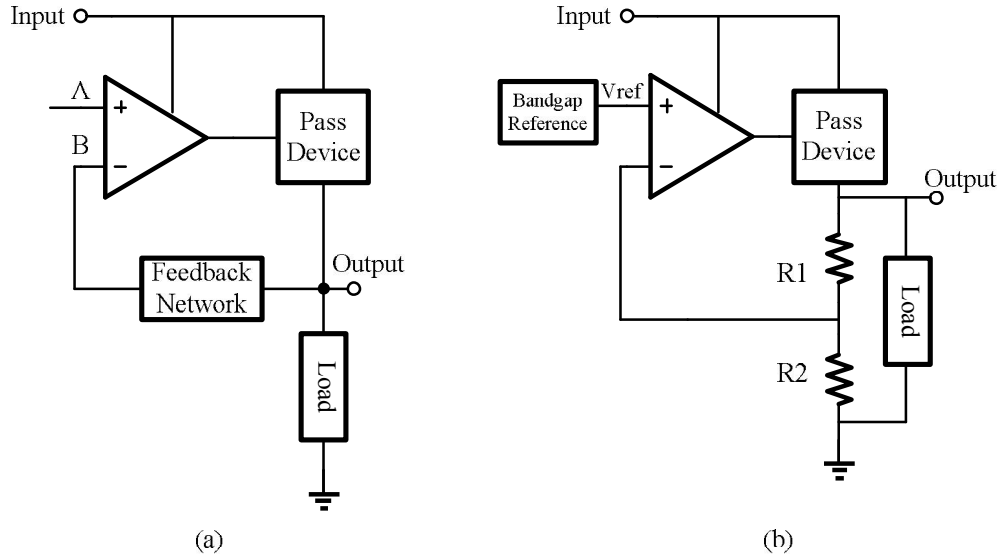 Input
A
+
B
−
Pass
Device
Feedback
Network
Output
Load
(a)
Input
Bandgap
Reference
Vref
+
−
Pass
Device
Output
R1
Load
R2
(b)